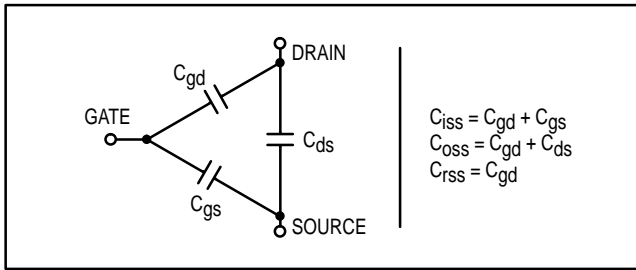 DRAIN
Cgd
GATE
Cds
Cgs
SOURCE
Ciss = Cgd + Cgs
Coss = Cgd + Cds
Crss = Cgd